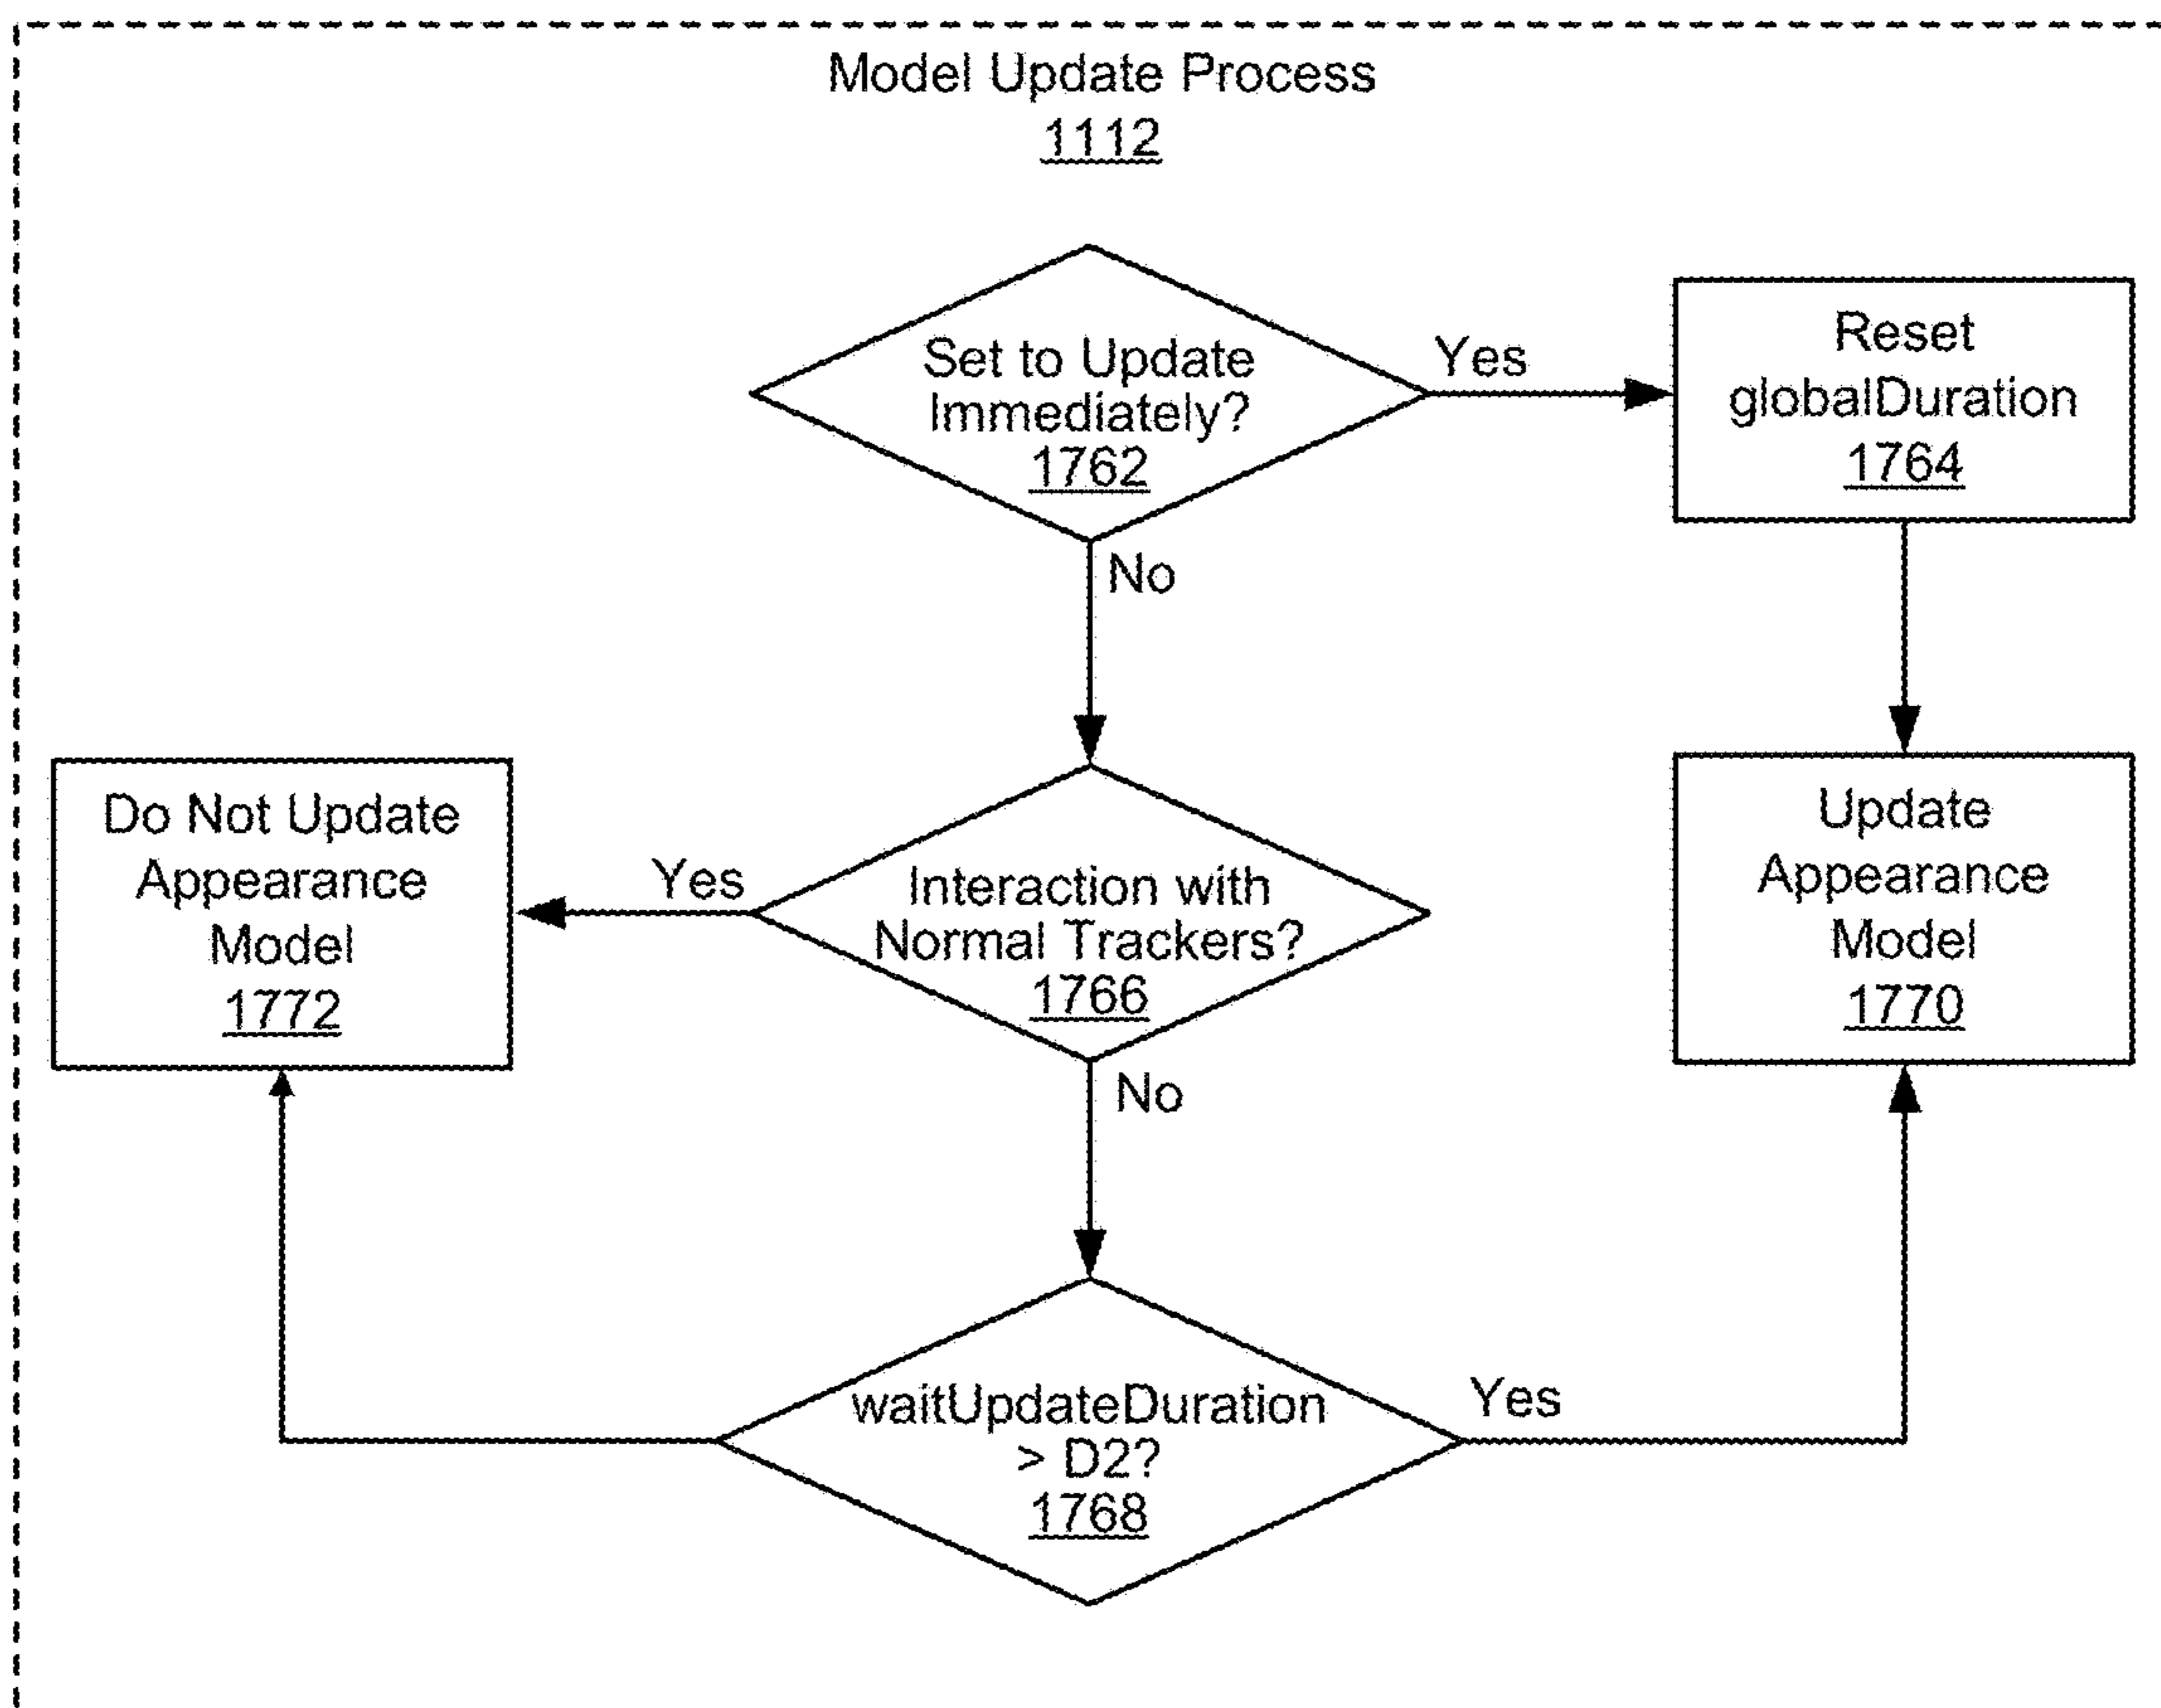 Model Update Process
1112
Set to Update
Immediately?
1762
Yes
Reset
globalDuration
1764
No
Do Not Update
Appearance
Model
1772
Yes
Interaction with
Normal Trackers?
1766
Update
Appearance
Model
1770
No
waitUpdateDuration
> D2?
1768
Yes